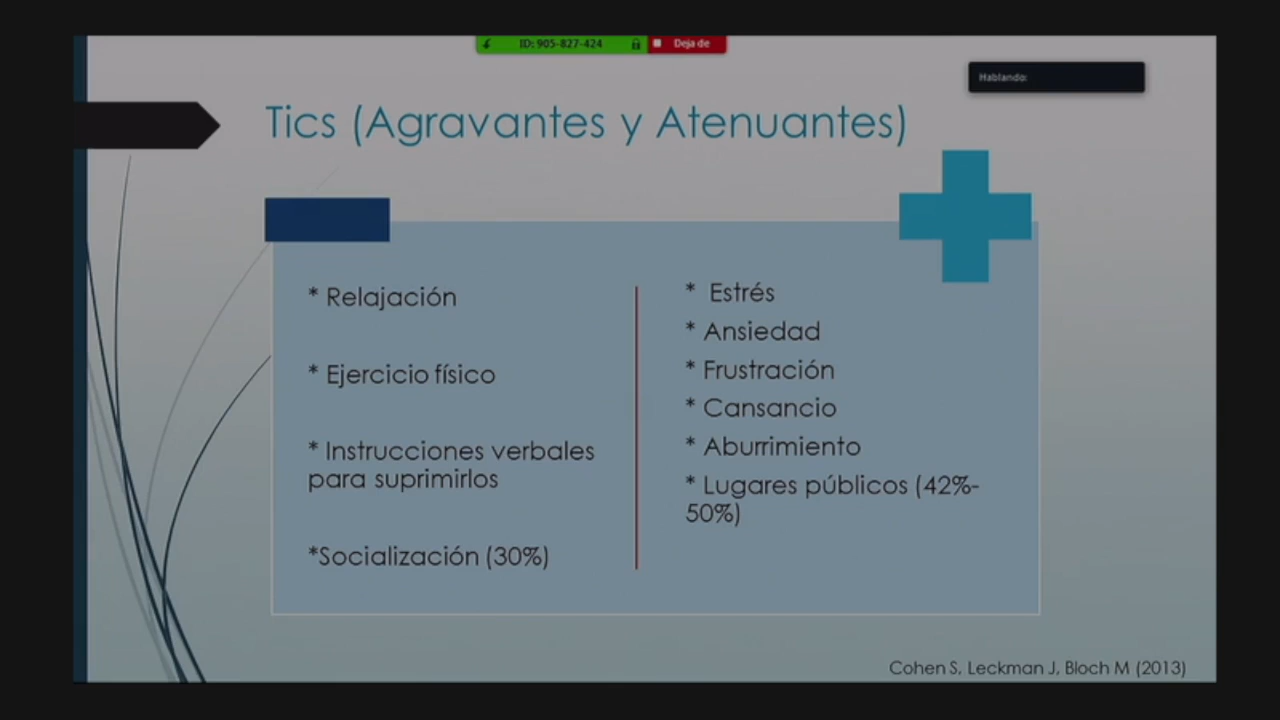 ID: 905-827-424
Deja de
Hablando:
Tics (Agravantes y Atenuantes)
* Relajación
* Ejercicio físico
* Instrucciones verbales
para suprimirlos
*Socialización (30%)
* Estrés
* Ansiedad
* Frustración
* Cansancio
* Aburrimiento
* Lugares públicos (42%-
50%)
Cohen S, Leckman J, Bloch M (2013)